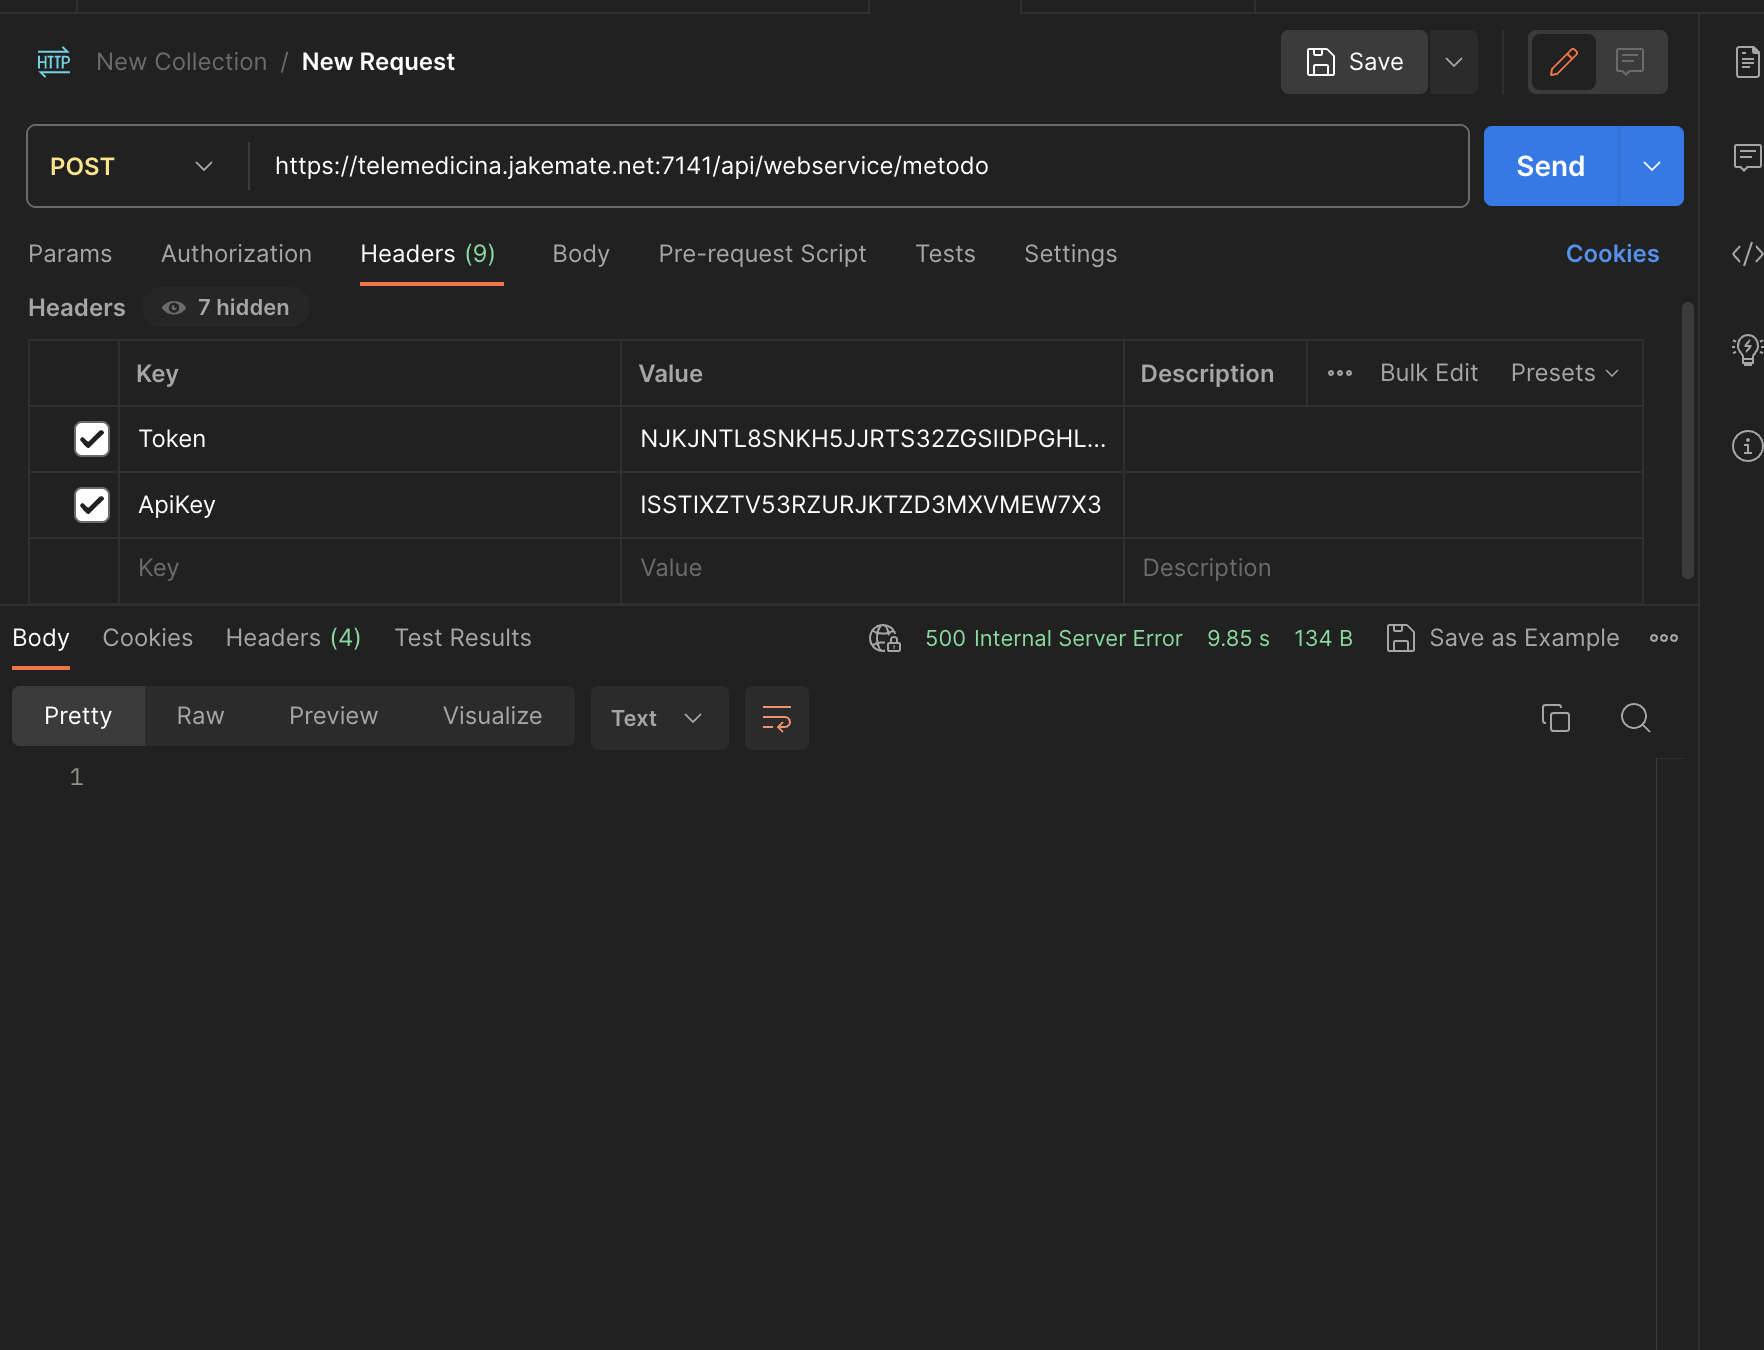 HTTP New Collection / New Request Save
POST https://telemedicina.jakemate.net:7141/api/webservice/metodo Send
Params Authorization Headers (9) Body Pre-request Script Tests Settings Cookies
Headers 7 hidden
Key Value Description Bulk Edit Presets
Token NJKJNTL8SNKH5JJRTS32ZGSIIDPGHL...
ApiKey ISSTIXZTV53RZURJKTZD3MXVMEW7X3
Key Value Description
Body Cookies Headers (4) Test Results 500 Internal Server Error 9.85 s 134 B Save as Example
Pretty Raw Preview Visualize Text
1